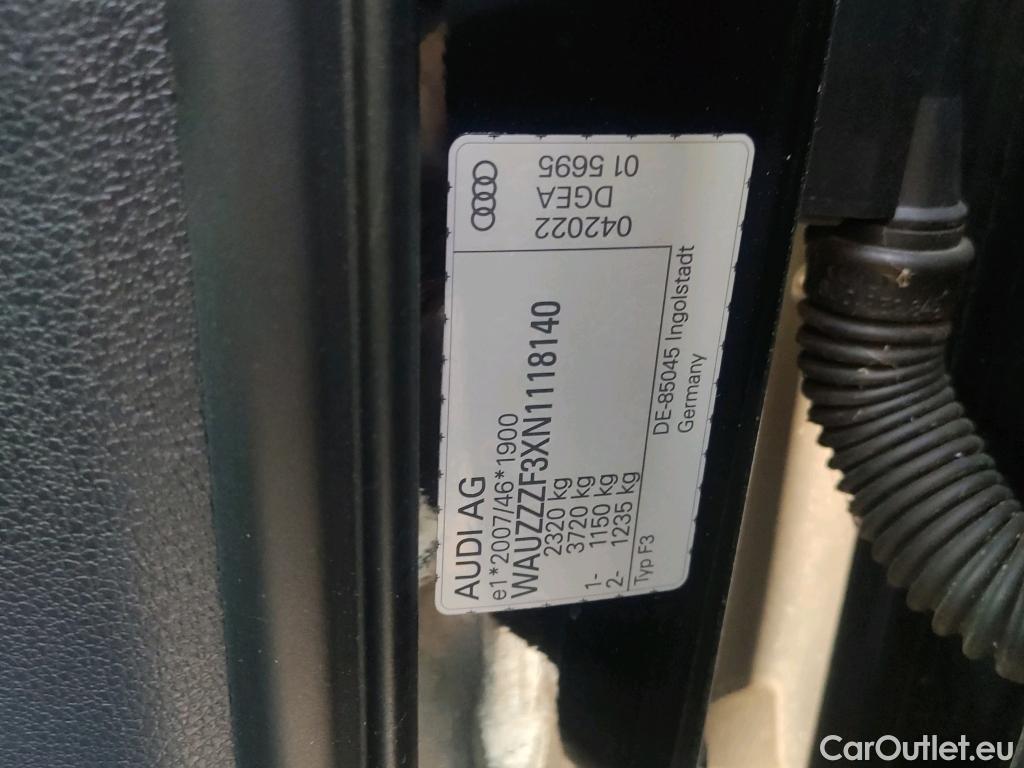 AUDI AG
e1*2007/46*1900
WAUZZZF3XN1118140
2320 kg
3720 kg
1- 1150 kg
2- 1235 kg
Typ F3
DE-85045 Ingolstadt
Germany
042022
DGEA
01 5695
CarOutlet.eu